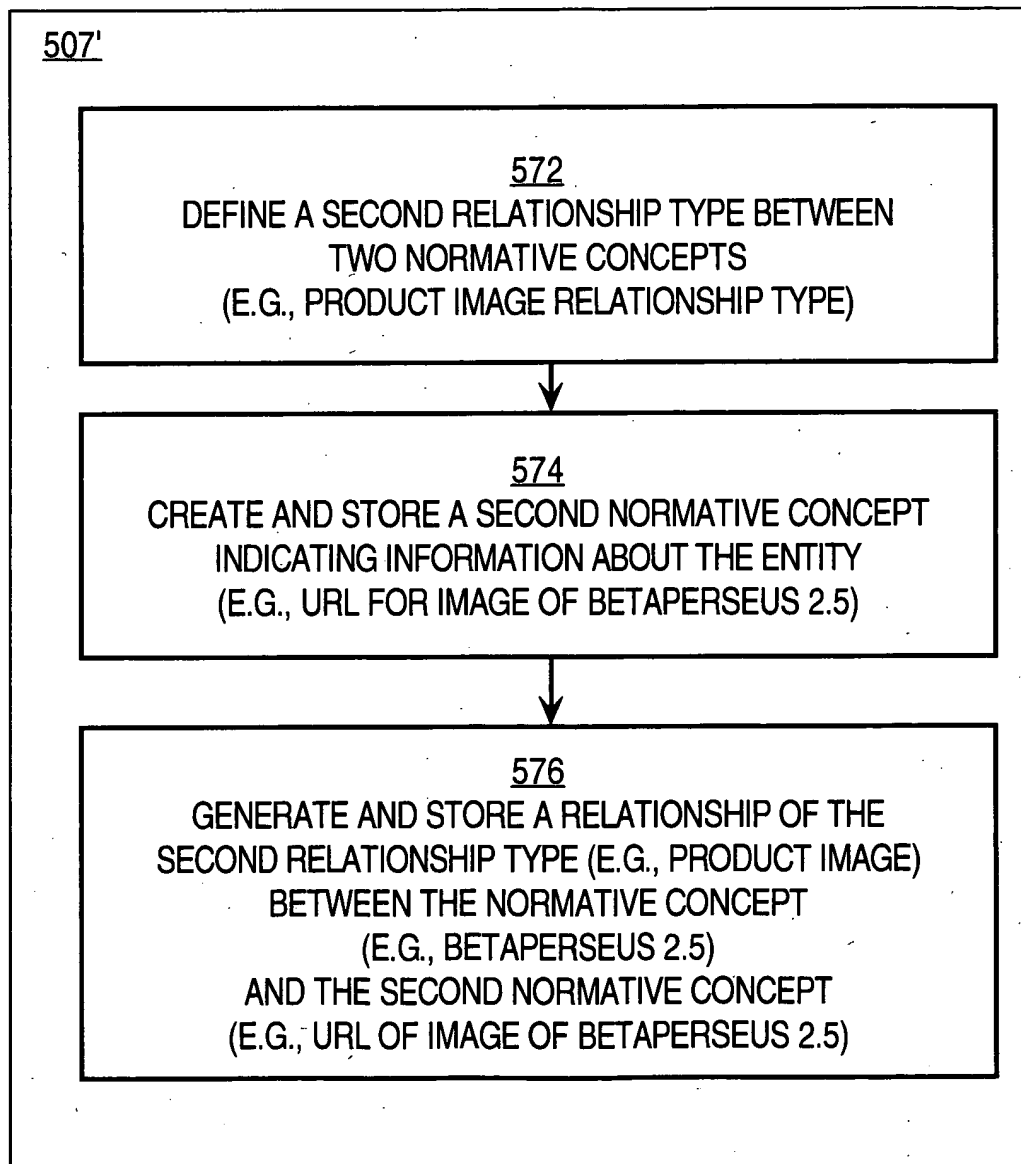 507'
572
DEFINE A SECOND RELATIONSHIP TYPE BETWEEN
TWO NORMATIVE CONCEPTS
(E.G., PRODUCT IMAGE RELATIONSHIP TYPE)
574
CREATE AND STORE A SECOND NORMATIVE CONCEPT
INDICATING INFORMATION ABOUT THE ENTITY
(E.G., URL FOR IMAGE OF BETAPERSEUS 2.5)
576
GENERATE AND STORE A RELATIONSHIP OF THE
SECOND RELATIONSHIP TYPE (E.G., PRODUCT IMAGE)
BETWEEN THE NORMATIVE CONCEPT
(E.G., BETAPERSEUS 2.5)
AND THE SECOND NORMATIVE CONCEPT
(E.G., URL OF IMAGE OF BETAPERSEUS 2.5)